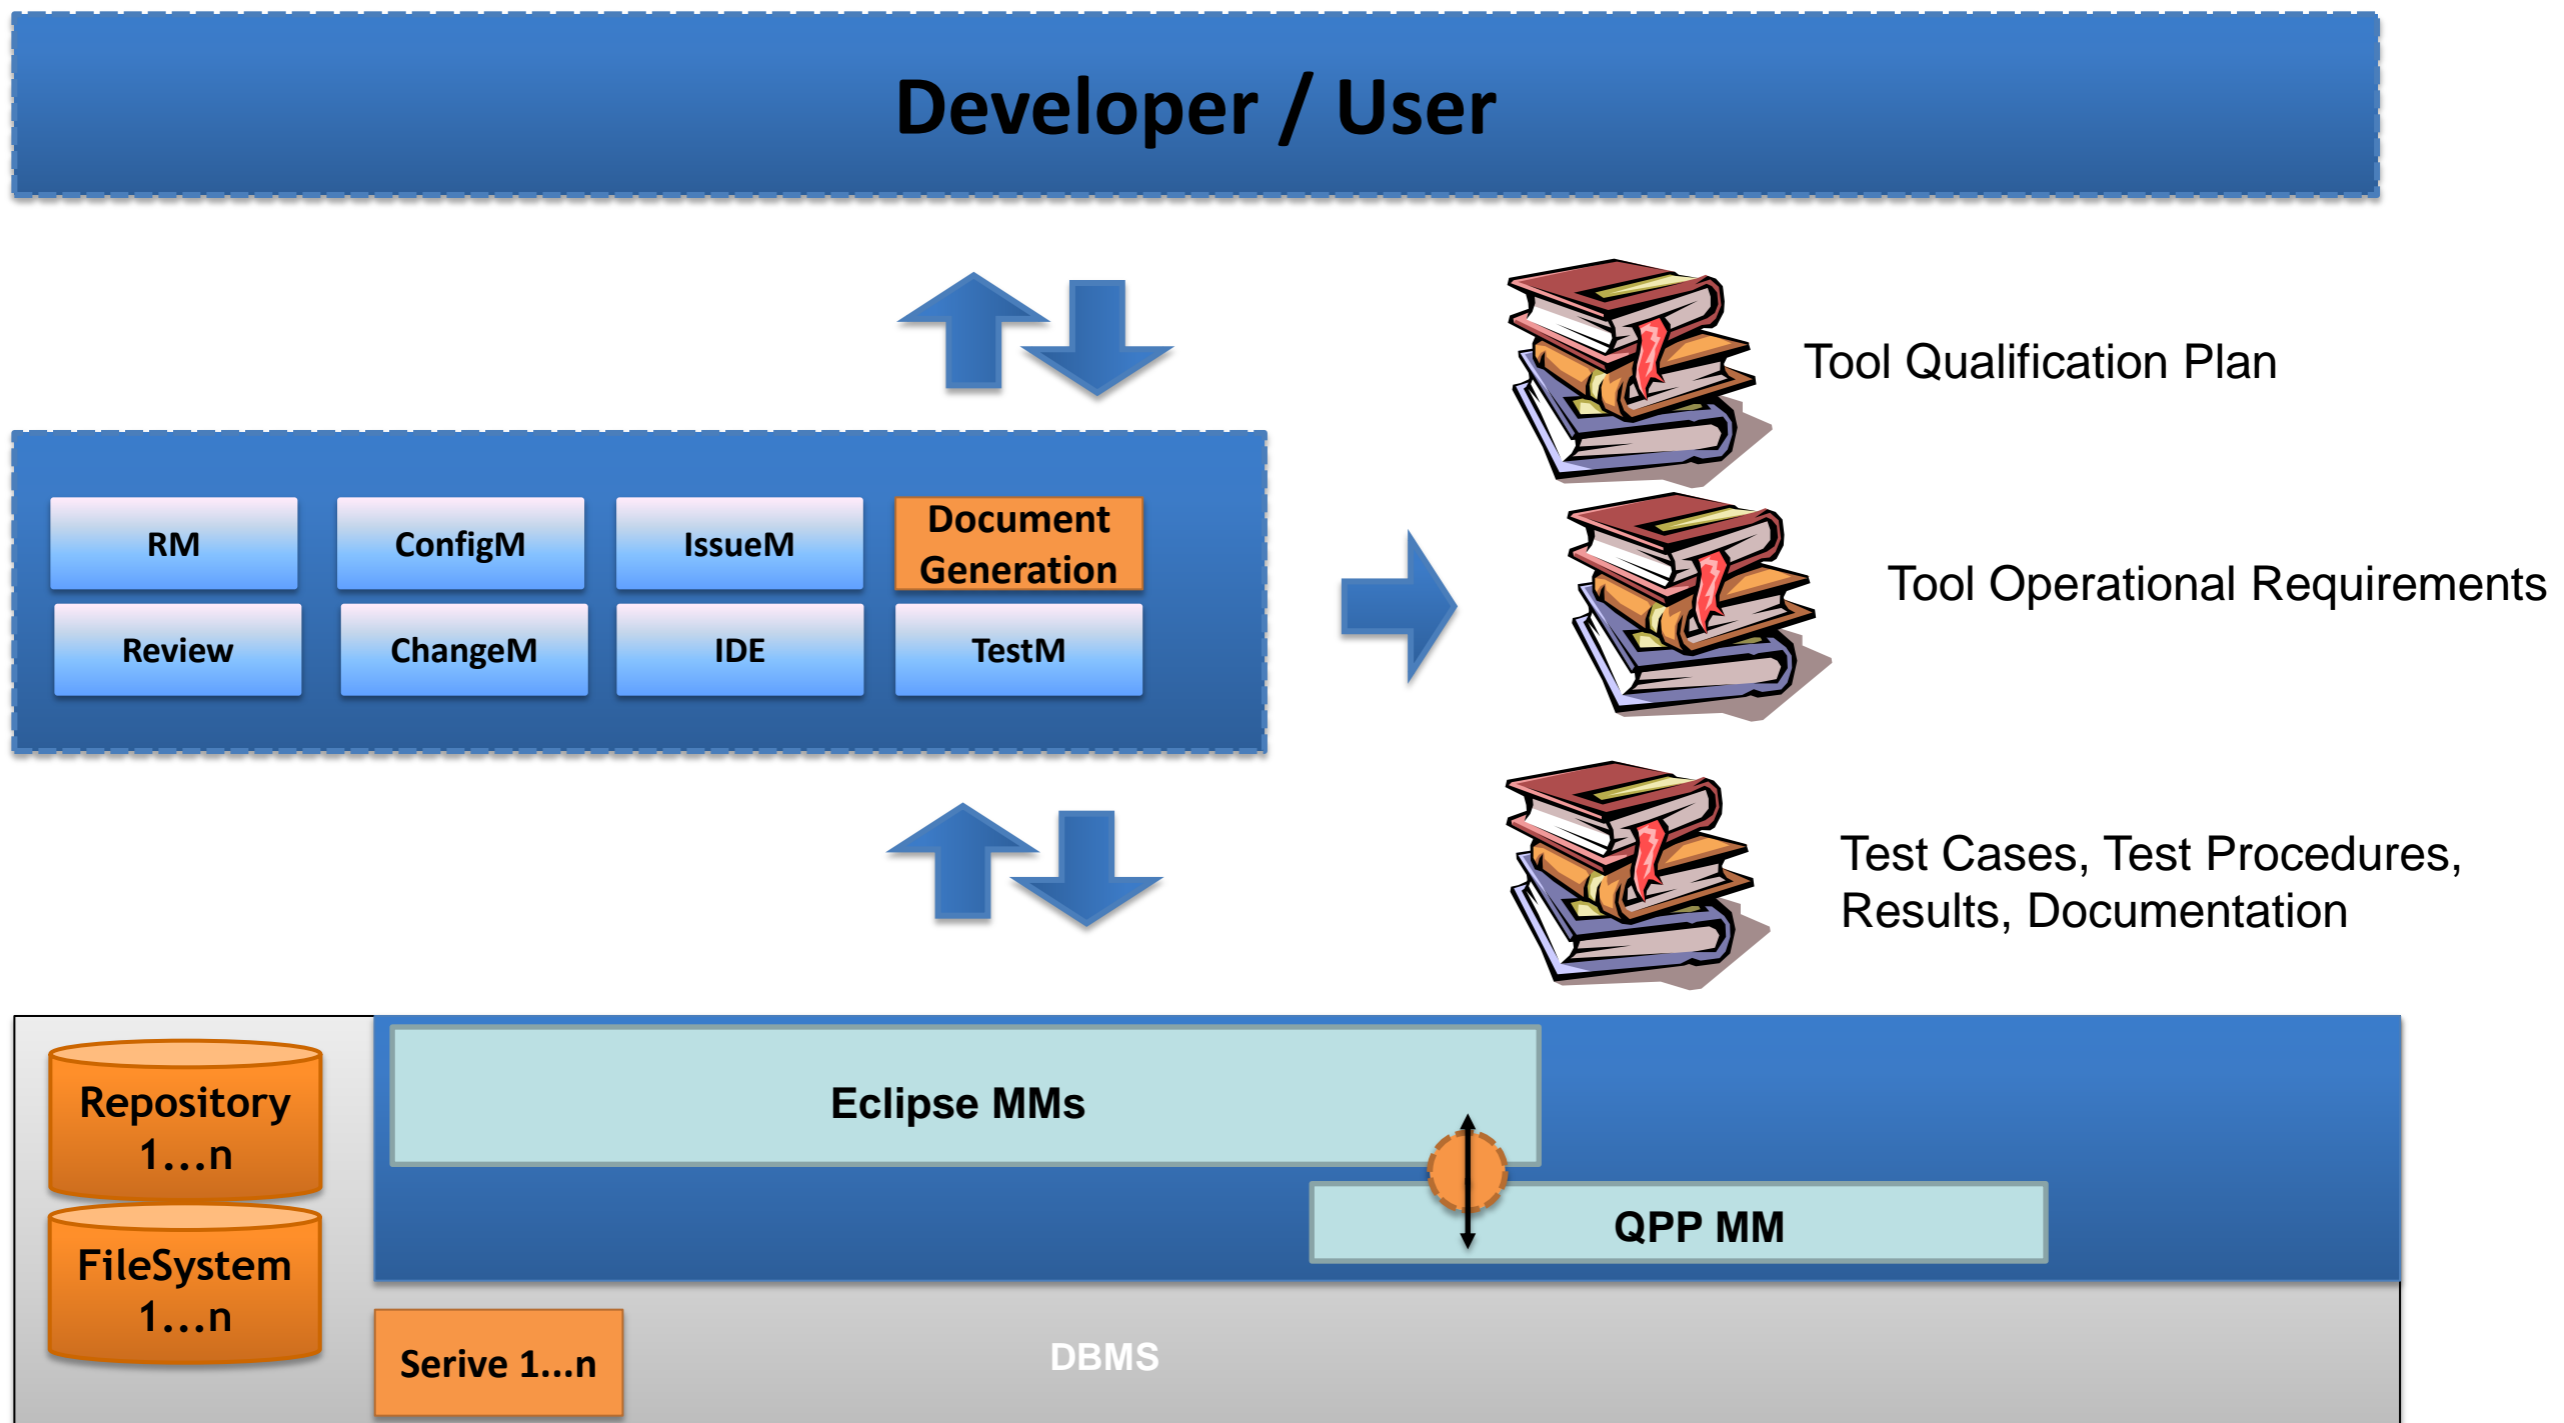 Developer / User
Tool Qualification Plan
RM
ConfigM
IssueM
Document
Generation
Review
ChangeM
IDE
TestM
Tool Operational Requirements
Test Cases, Test Procedures,
Results, Documentation
Repository
1...n
FileSystem
1...n
Eclipse MMs
QPP MM
Serive 1...n
DBMS